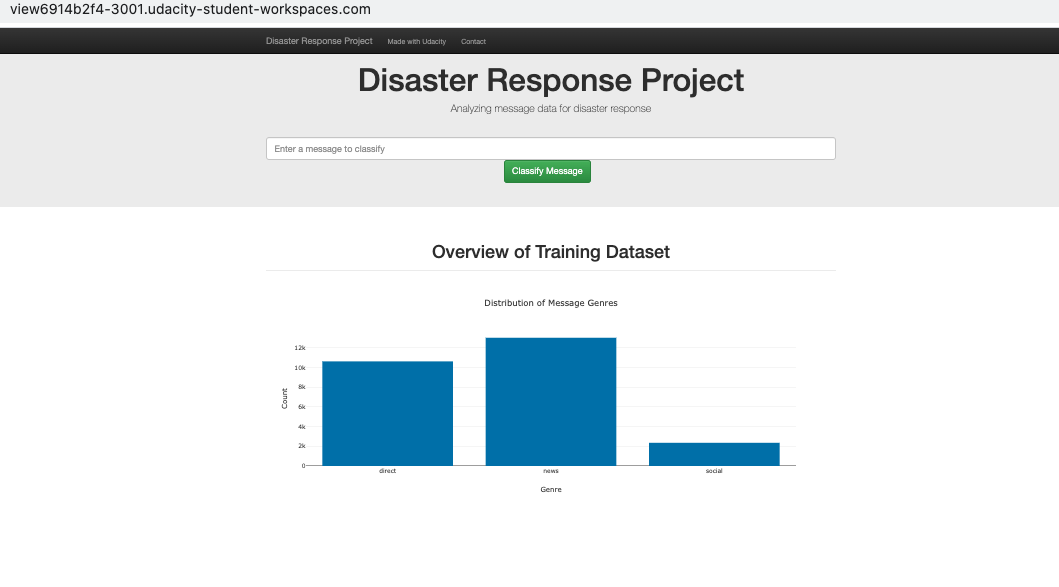 view6914b2f4-3001.udacity-student-workspaces.com
Disaster Response Project Made with Udacity Contact
Disaster Response Project
Analyzing message data for disaster response
Enter a message to classify
Classify Message
Overview of Training Dataset
Distribution of Message Genres
12k
10k
8k
6k
4k
2k
0
Count
direct news social
Genre